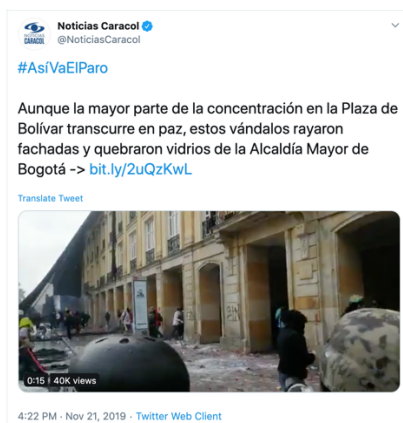 Noticias Caracol
@NoticiasCaracol
#AsíVaElParo
Aunque la mayor parte de la concentración en la Plaza de
Bolívar transcurre en paz, estos vándalos rayaron
fachadas y quebraron vidrios de la Alcaldía Mayor de
Bogotá -> bit.ly/2uQzKwL
Translate Tweet
0:15 40K views
4:22 PM · Nov 21, 2019 · Twitter Web Client